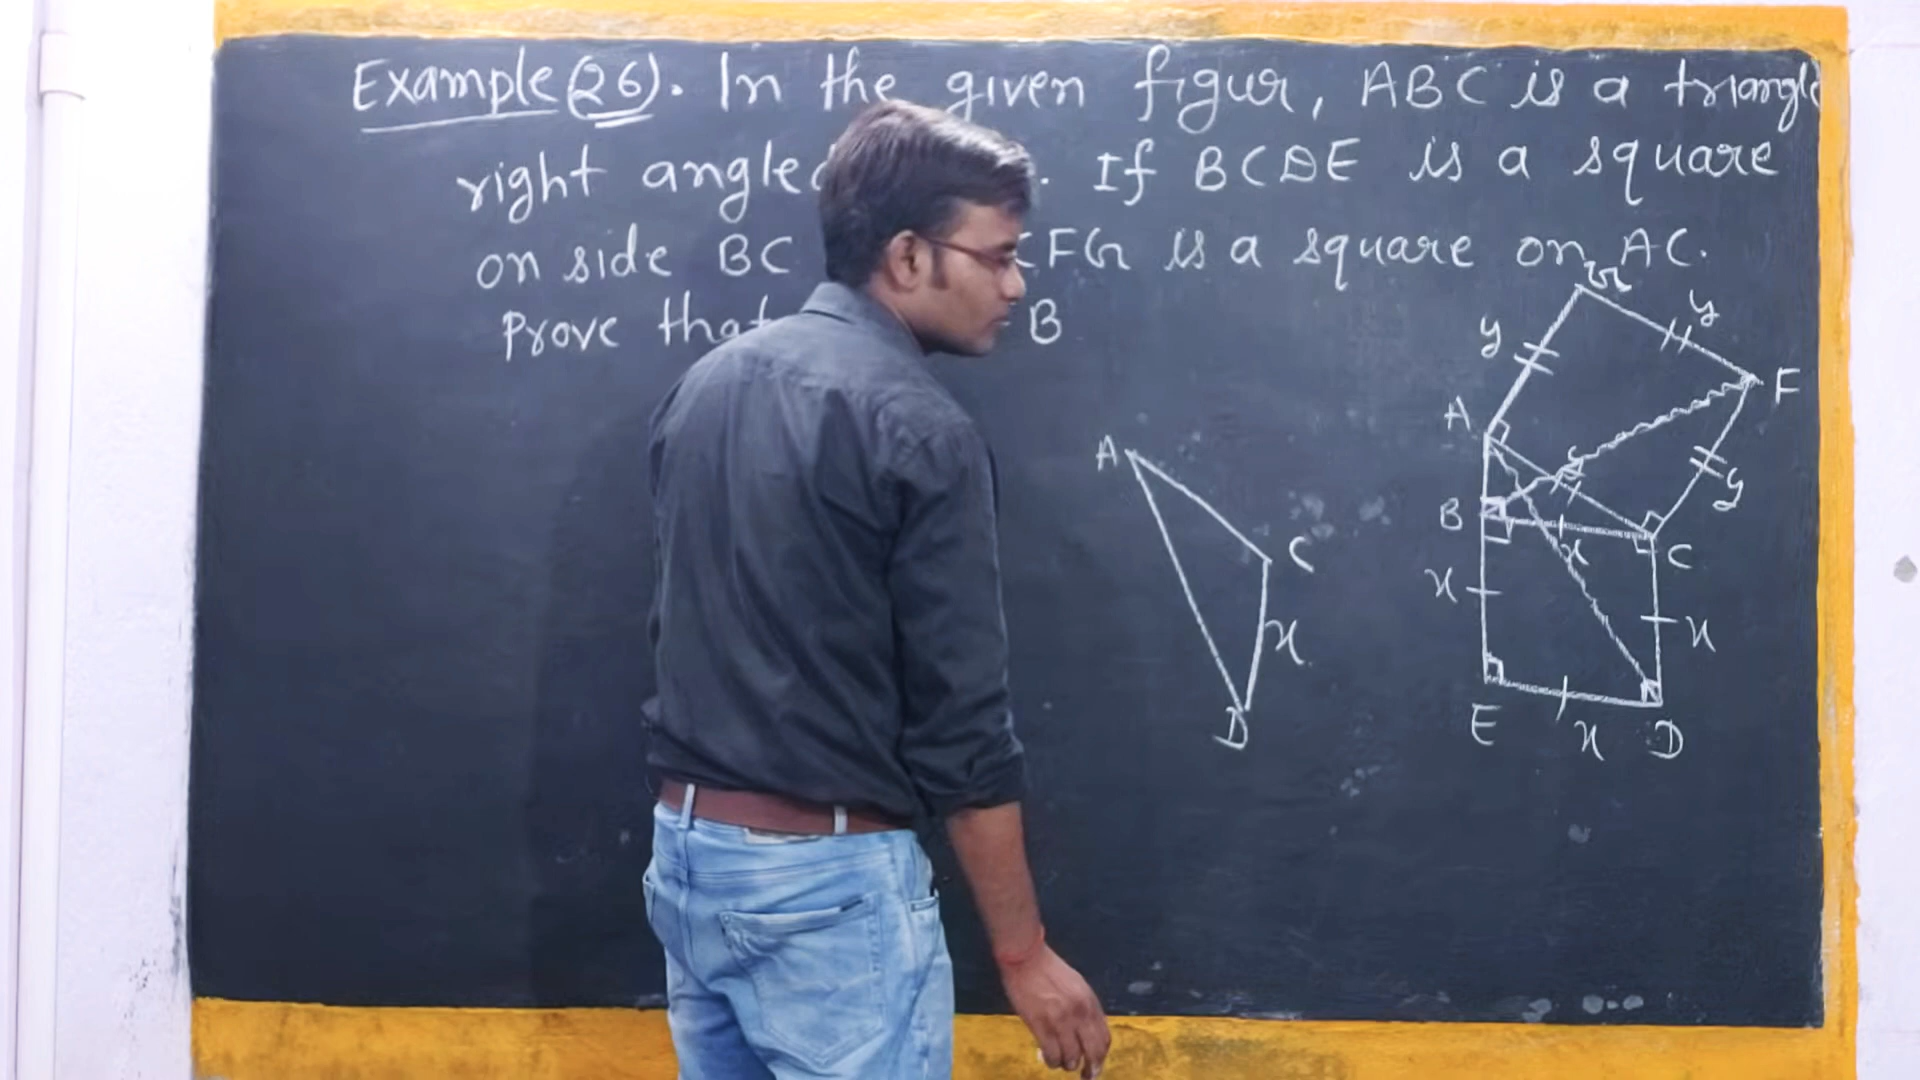 Example (26). In the given figur, ABC is a triangle
right angled . If BCDE is a square
on side BC CFG is a square on AC.
Prove that B
G
y
y
F
A
A
y
y
B
x
C
C
x
x
x
x
E
x
D
D